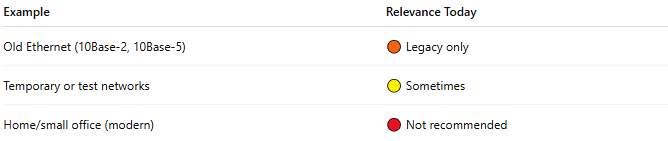 Example Relevance Today
Old Ethernet (10Base-2, 10Base-5) 🟠 Legacy only
Temporary or test networks 🟡 Sometimes
Home/small office (modern) 🔴 Not recommended